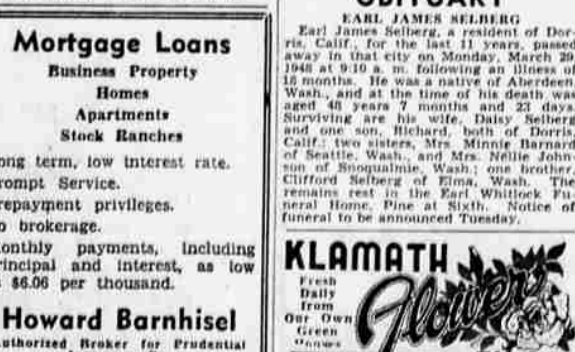 Mortgage Loans
Business Property
Homes
Apartments
Stock Ranches
ong term, low interest rate.
rompt Service.
repayment privileges.
o brokerage.
onthly payments, including
rincipal and interest, as low
s $6.06 per thousand.
Howard Barnhisel
uthorized Broker for Prudential
OBITUARY
EARL JAMES SELBERG
Earl James Selberg, a resident of Dor-
ris, Calif., for the last 11 years, passed
away in that city on Monday, March 29,
1948 at 9:10 a. m. following an illness of
18 months. He was a native of Aberdeen,
Wash., and at the time of his death was
aged 48 years 7 months and 23 days.
Surviving are his wife, Daisy Selberg
and one son, Richard, both of Dorris,
Calif.; two sisters, Mrs. Minnie Barnard
of Seattle, Wash., and Mrs. Nellie John-
son of Snoqualmie, Wash.; one brother,
Clifford Selberg of Elma, Wash. The
remains rest in the Earl Whitlock Fu-
neral Home, Pine at Sixth. Notice of
funeral to be announced Tuesday.
KLAMATH
Flower
Fresh
Daily
from
Our Own
Green
Houses